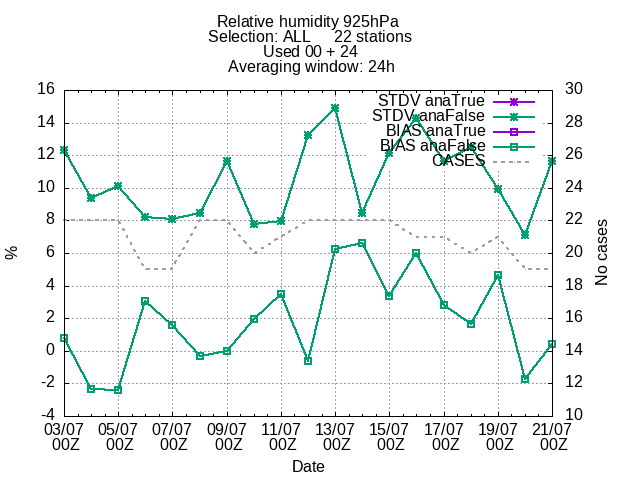 Relative humidity 925hPa
Selection: ALL 22 stations
Used 00 + 24
Averaging window: 24h
16 30
14 28
12 26
10 24
8 22
6 20
4 18
2 16
0 14
-2 12
-4 10
STDV anaTrue
STDV anaFalse
BIAS anaTrue
BIAS anaFalse
CASES
%
No cases
03/07 05/07 07/07 09/07 11/07 13/07 15/07 17/07 19/07 21/07
00Z 00Z 00Z 00Z 00Z 00Z 00Z 00Z 00Z 00Z
Date